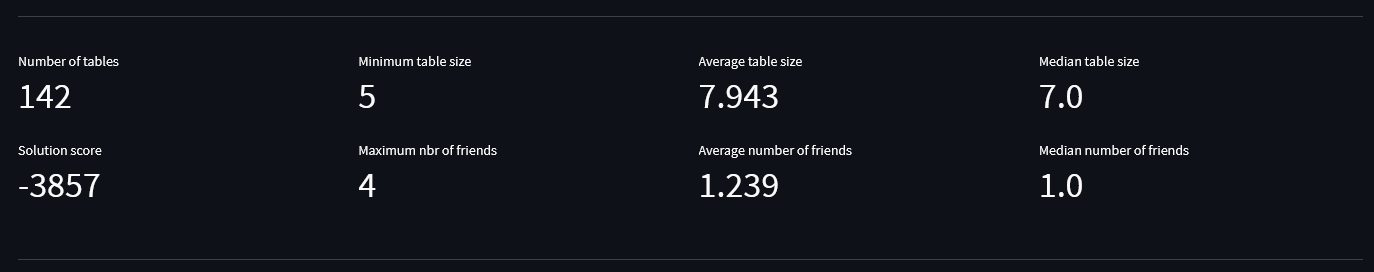 Number of tables
Minimum table size
Average table size
Median table size
142
5
7.943
7.0
Solution score
Maximum nbr of friends
Average number of friends
Median number of friends
-3857
4
1.239
1.0